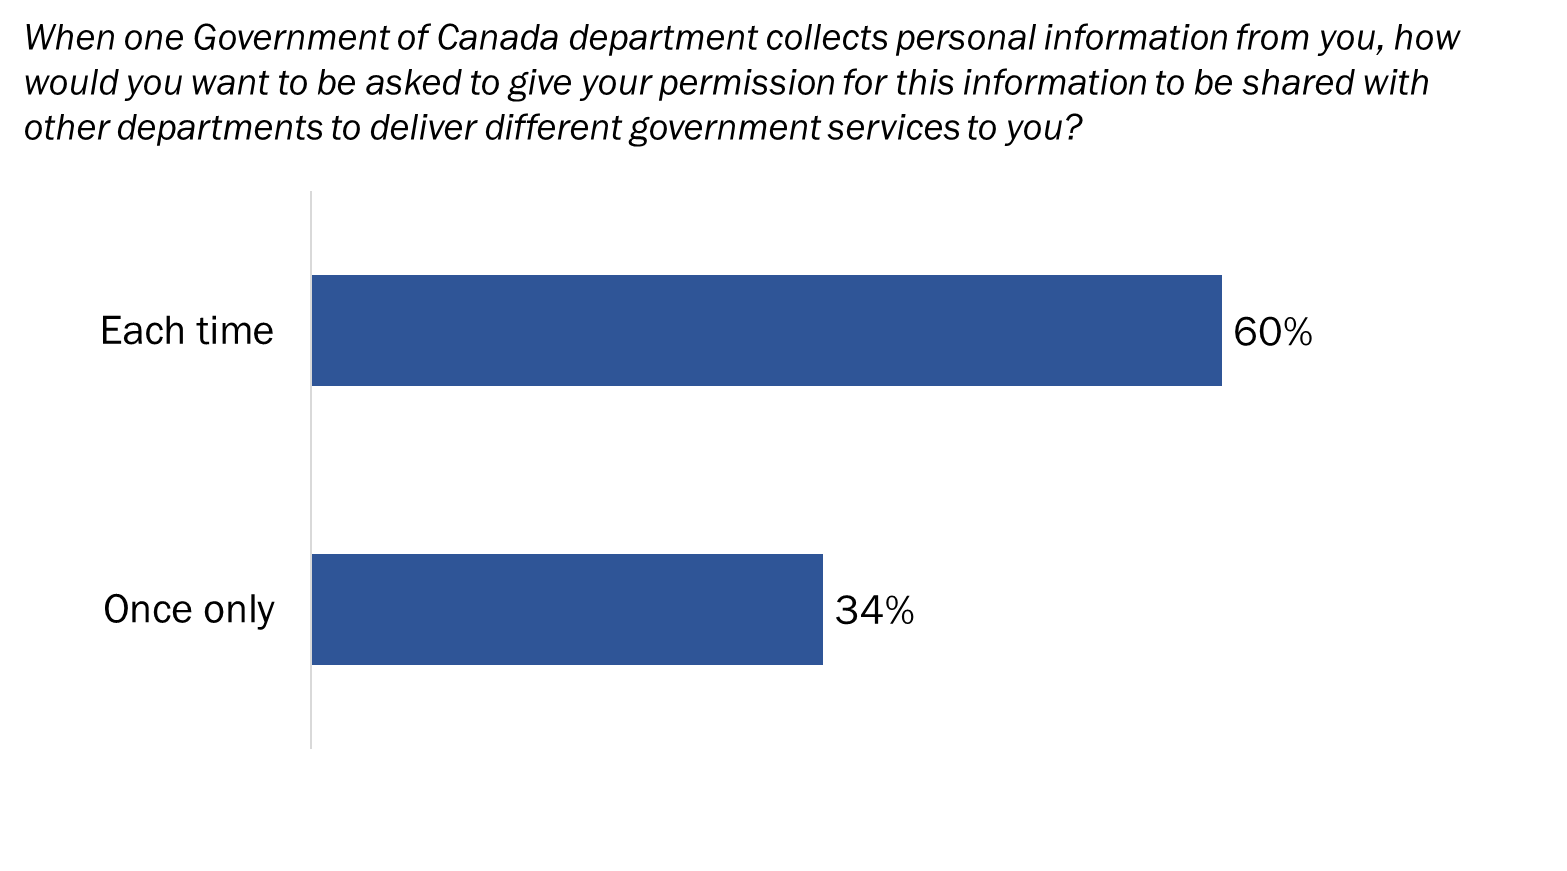 When one Government of Canada department collects personal information from you, how
would you want to be asked to give your permission for this information to be shared with
other departments to deliver different government services to you?
Each time
60%
Once only
34%